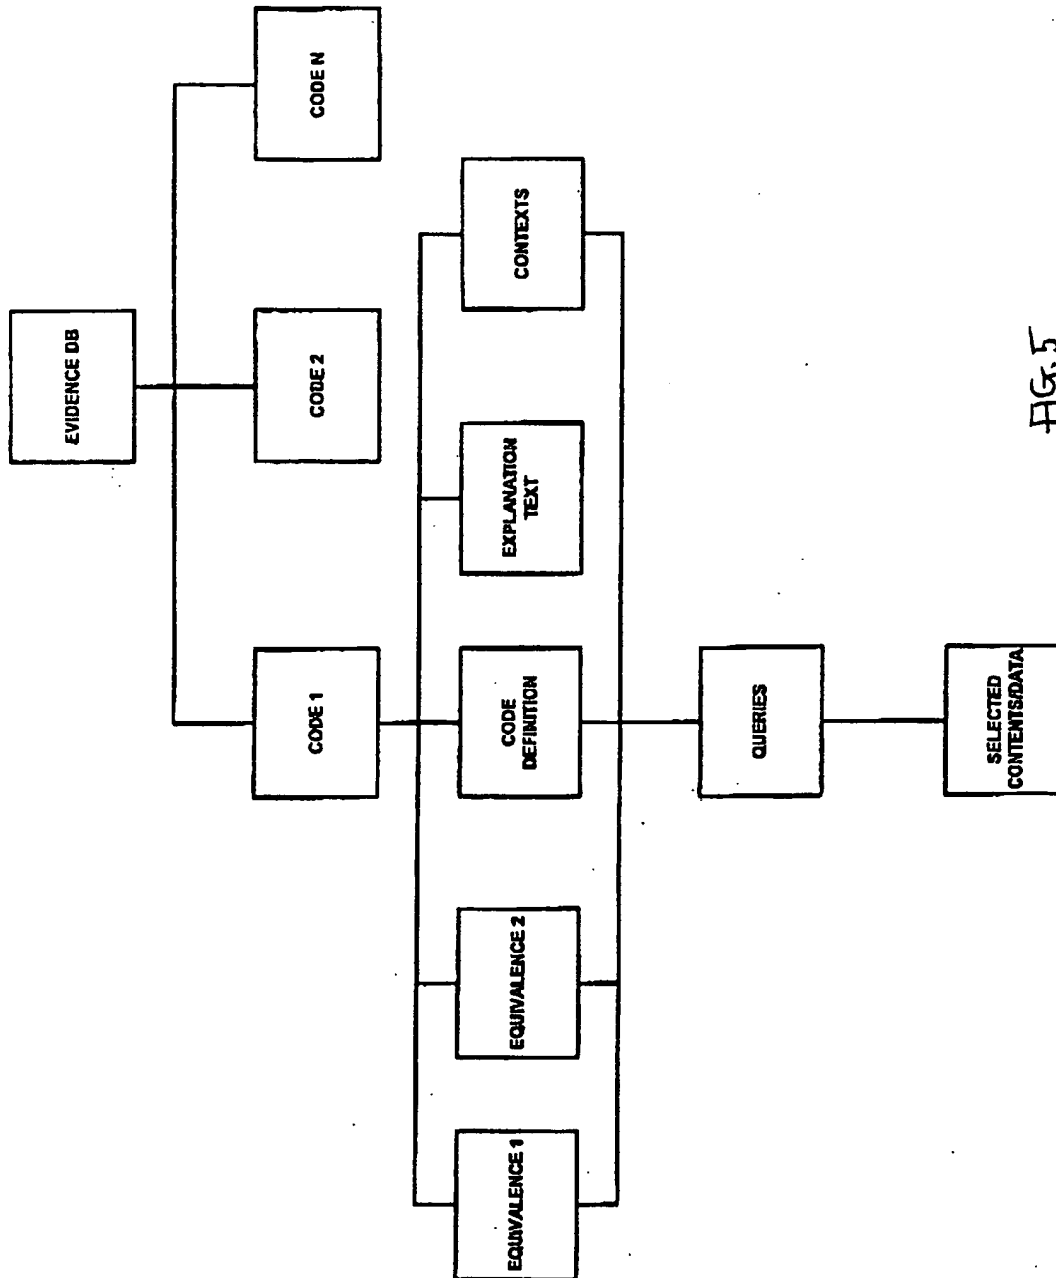 EVIDENCE DB
CODE 1
CODE 2
CODE N
EQUIVALENCE 1
EQUIVALENCE 2
CODE
DEFINITION
EXPLANATION
TEXT
CONTEXTS
QUERIES
SELECTED
CONTENTS/DATA
FIG. 5